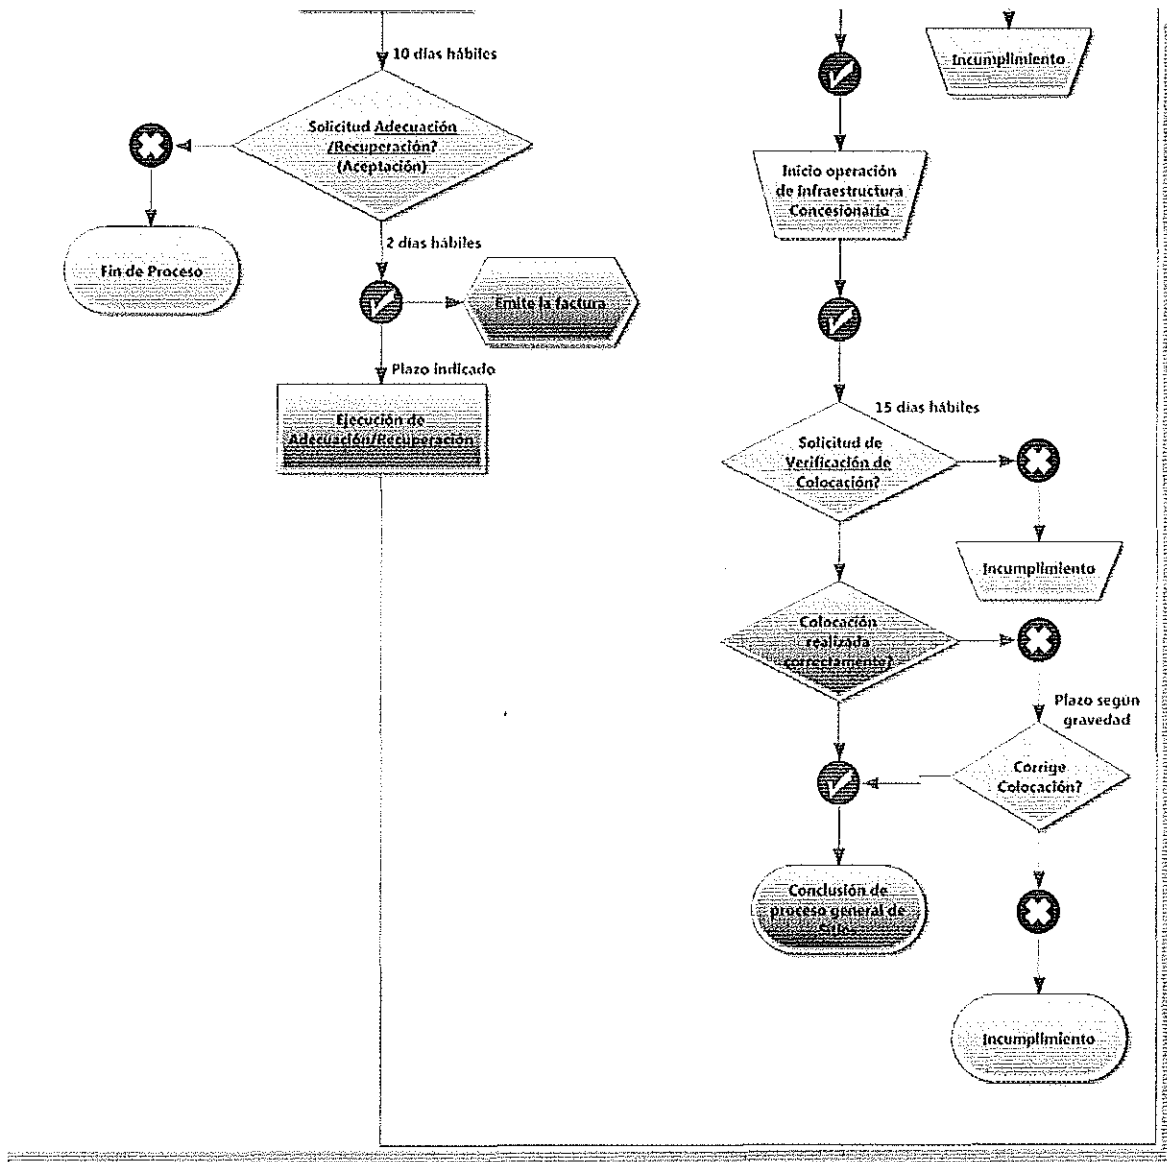 10 días hábiles
Solicitud Adecuación
/Recuperación?
(Aceptación)
Fin de Proceso
2 días hábiles
Emite la factura
Plazo indicado
Ejecución de
Adecuación/Recuperación
Incumplimiento
Inicio operación
de Infraestructura
Concesionario
15 días hábiles
Solicitud de
Verificación de
Colocación?
Incumplimiento
Colocación
realizada
correctamente?
Plazo según
gravedad
Corrige
Colocación?
Conclusión de
proceso general de
Incumplimiento